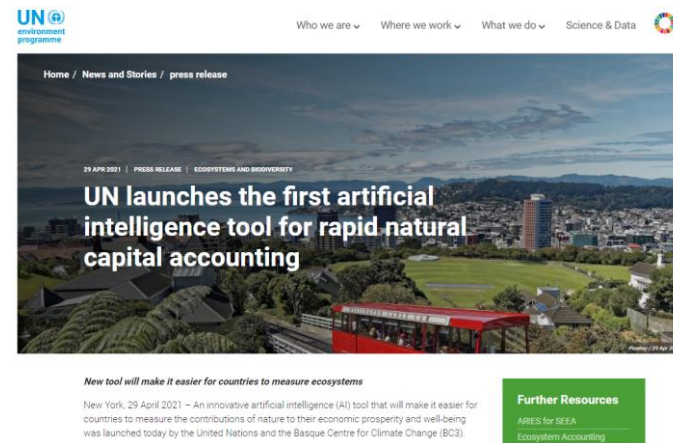 UN
environment
programme
Who we are
Where we work
What we do
Science & Data
Home / News and Stories / press release
29 APR 2021 | PRESS RELEASE | ECOSYSTEMS AND BIODIVERSITY
UN launches the first artificial
intelligence tool for rapid natural
capital accounting
New tool will make it easier for countries to measure ecosystems
New York, 29 April 2021 – An innovative artificial intelligence (AI) tool that will make it easier for
countries to measure the contributions of nature to their economic prosperity and well-being
was launched today by the United Nations and the Basque Centre for Climate Change (BC3).
Further Resources
ARIES for SEEA
Ecosystem Accounting